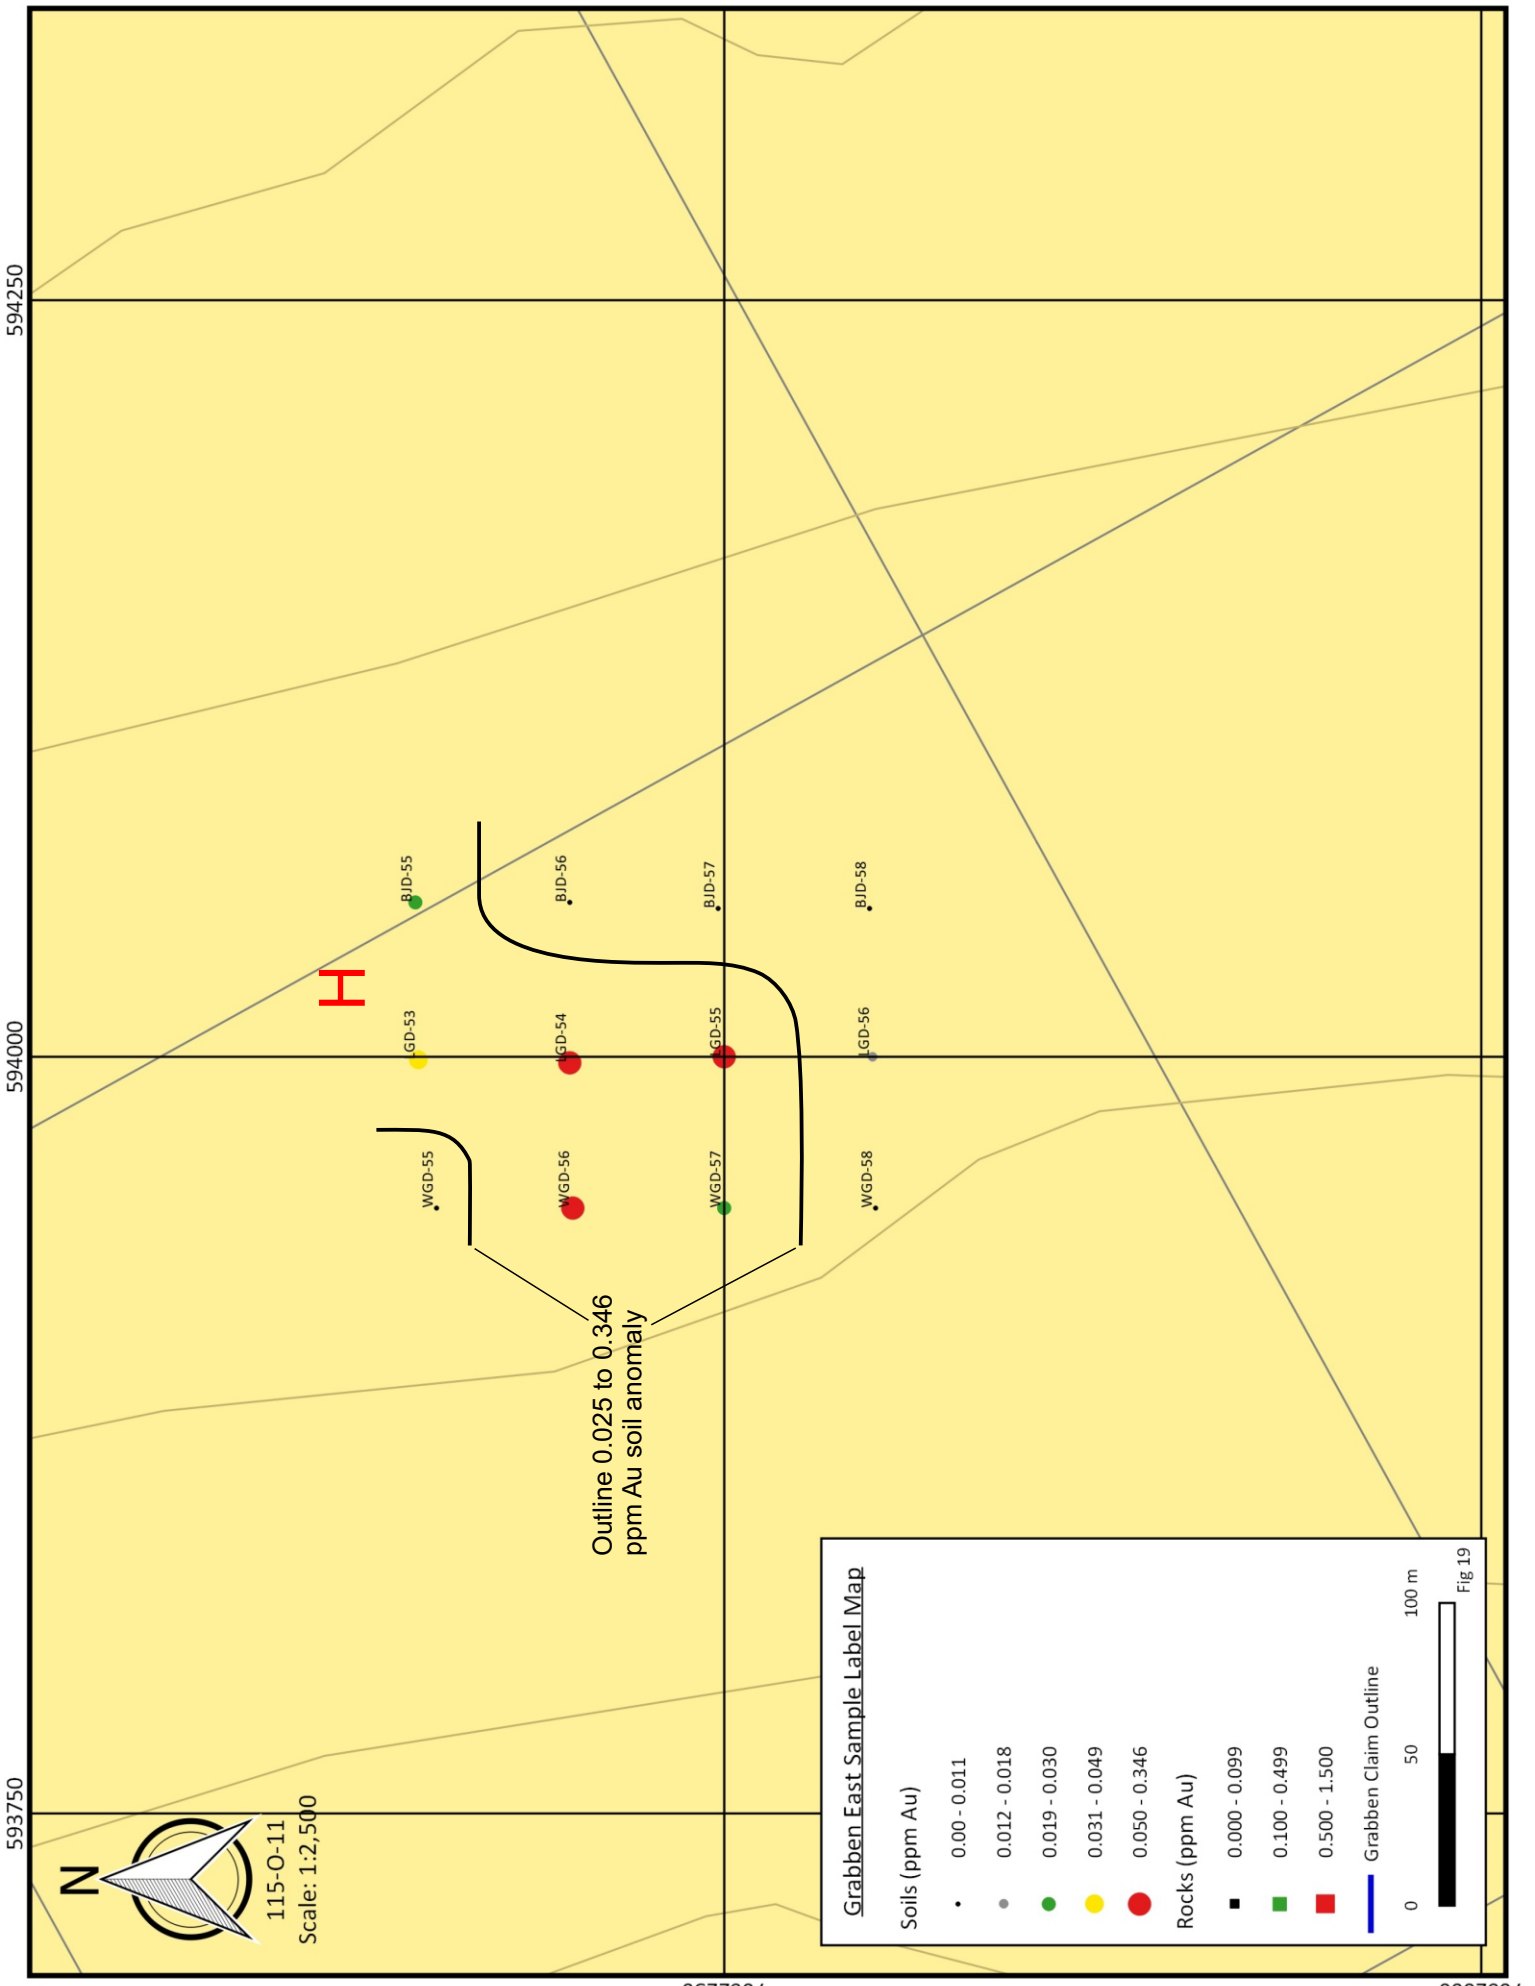 594250
594000
593750
N
115-O-11
Scale: 1:2,500
H
BJD-55
BJD-56
BJD-57
BJD-58
LGD-53
LGD-54
LGD-55
LGD-56
WGD-55
WGD-56
WGD-57
WGD-58
Outline 0.025 to 0.346
ppm Au soil anomaly
Grabben East Sample Label Map
Soils (ppm Au)
0.00 - 0.011
0.012 - 0.018
0.019 - 0.030
0.031 - 0.049
0.050 - 0.346
Rocks (ppm Au)
0.000 - 0.099
0.100 - 0.499
0.500 - 1.500
Grabben Claim Outline
0 50 100 m
Fig 19